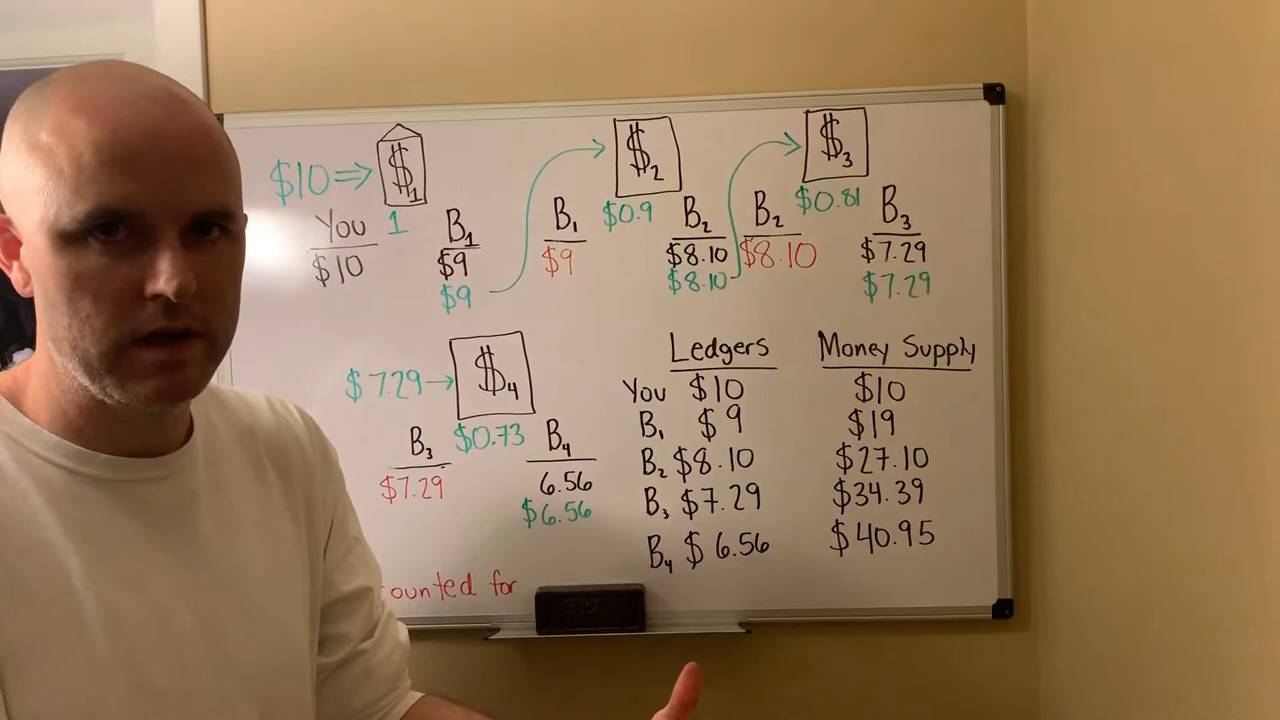 $10 ⇒ $1
$2
$3
You
$10
1
B1
$9
$9
B1
$9
$0.9
B2
$8.10
$8.10
B2
$8.10
$0.81
B3
$7.29
$7.29
$7.29 → $4
B3
$7.29
$0.73
B4
6.56
$6.56
Ledgers Money Supply
You $10 $10
B1 $9 $19
B2 $8.10 $27.10
B3 $7.29 $34.39
B4 $6.56 $40.95
ounted for